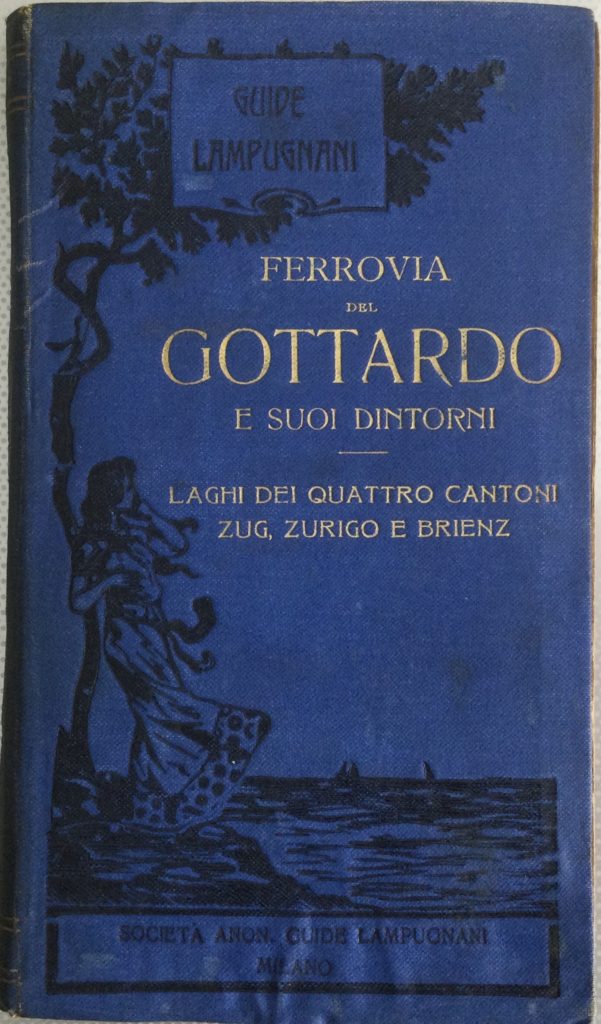 GUIDE
LAMPUGNANI
FERROVIA
DEL
GOTTARDO
E SUOI DINTORNI
LAGHI DEI QUATTRO CANTONI
ZUG, ZURIGO E BRIENZ
SOCIETÀ ANON. GUIDE LAMPUGNANI
MILANO